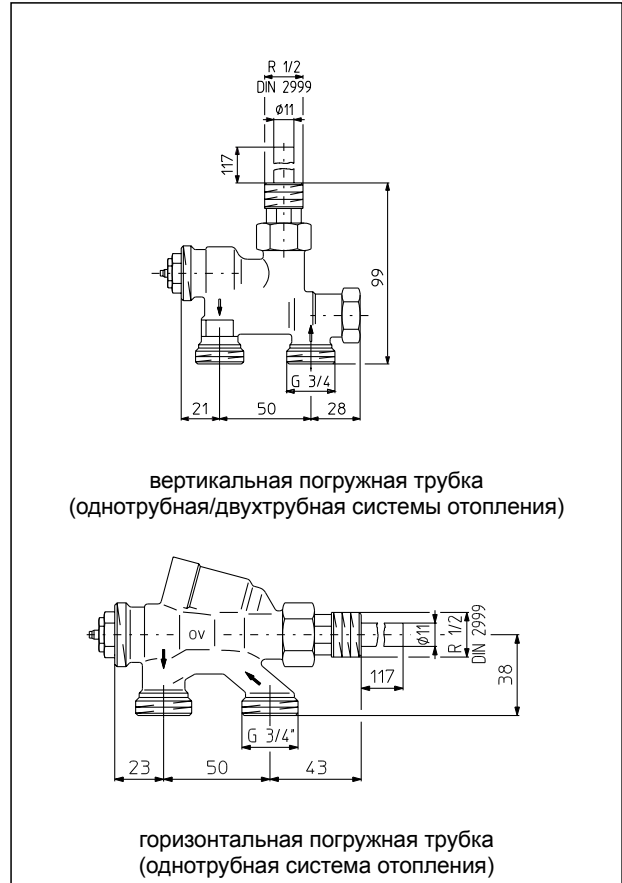 R 1/2
DIN 2999
ø11
117
99
G 3/4
21 50 28
вертикальная погружная трубка
(однотрубная/двухтрубная системы отопления)
OV
ø11
R 1/2
DIN 2999
117
38
G 3/4"
23 50 43
горизонтальная погружная трубка
(однотрубная система отопления)